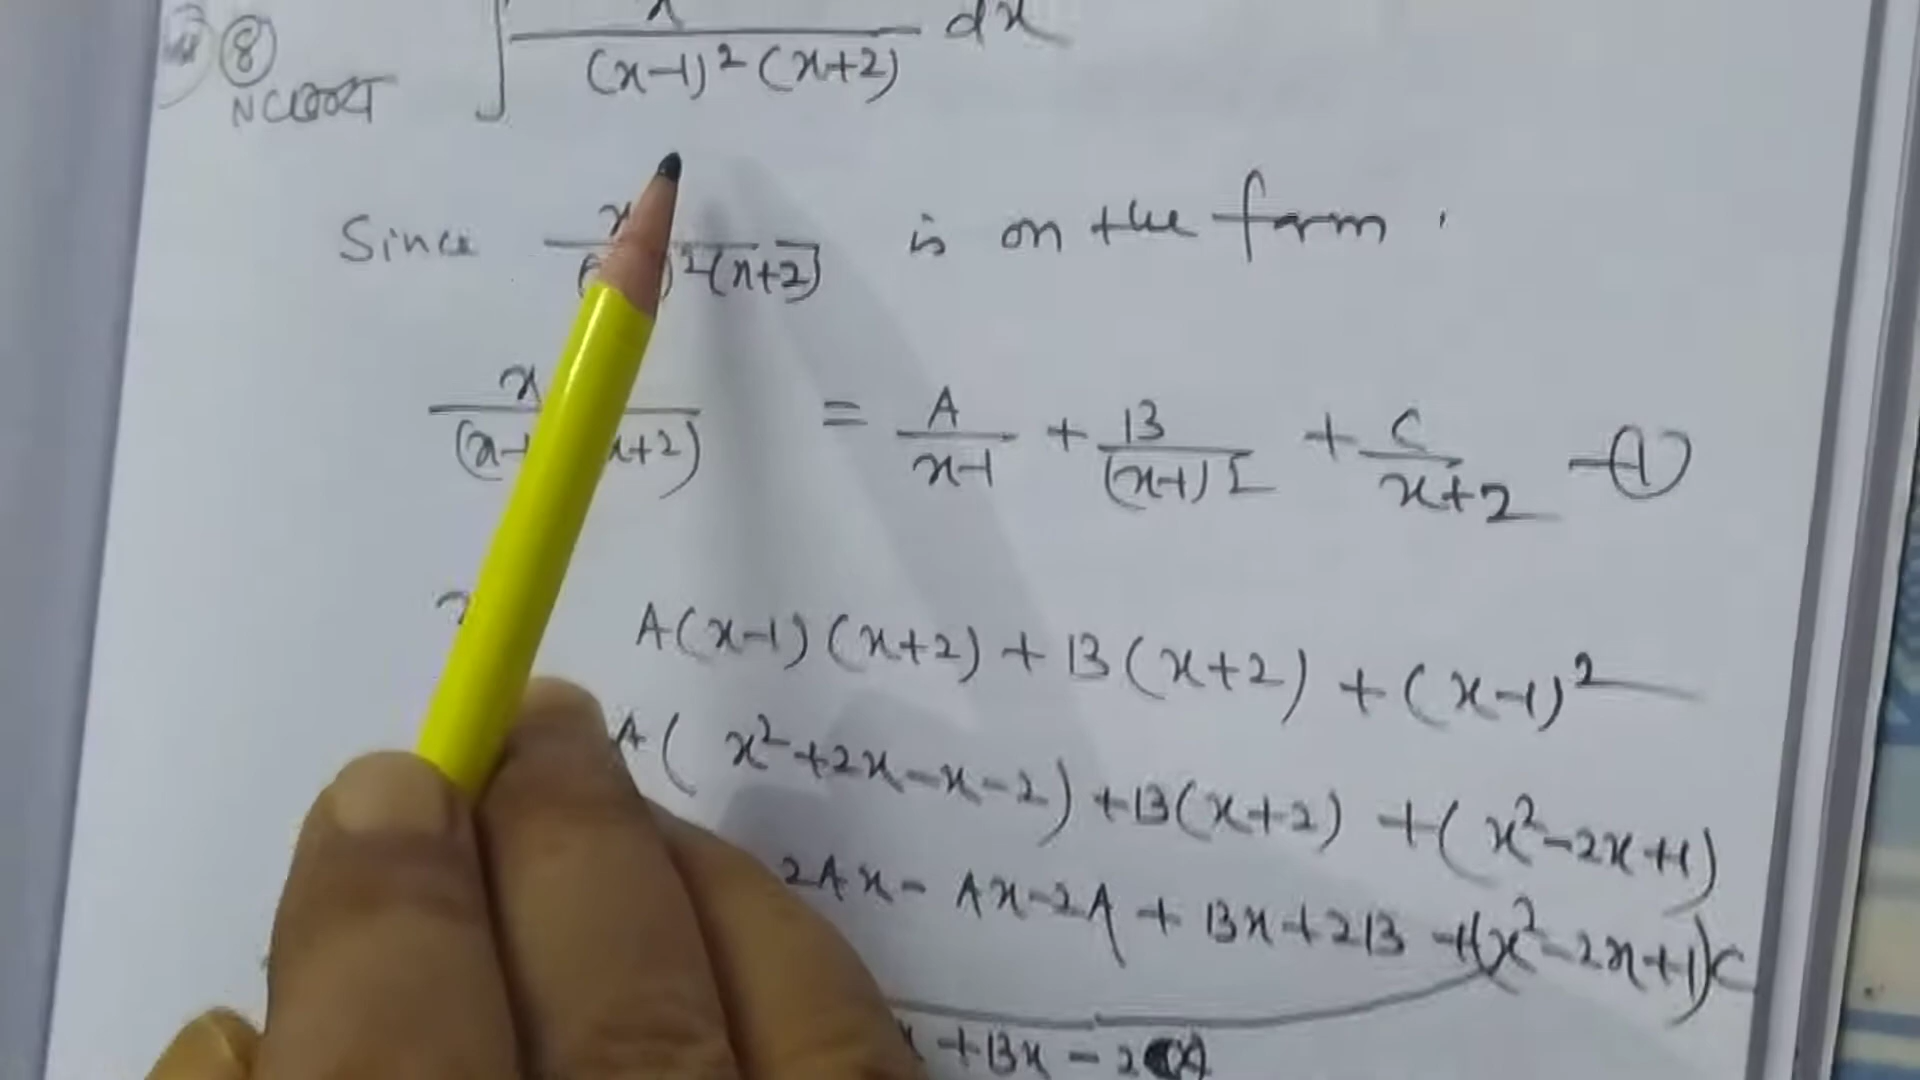 ⑧ ∫ x / (x-1)² (x+2) dx
NCERT
Since x / ( )² (x+2) is on the form .
x / (x-1 x+2) = A / x-1 + B / (x-1)² + C / x+2 —①
A(x-1) (x+2) + B(x+2) + C(x-1)²
A( x²+2x-x-2) +B(x+2) +C( x²-2x+1)
2Ax - Ax-2A + Bx+2B +(x²-2x+1)C
x +Bx - 2Cx